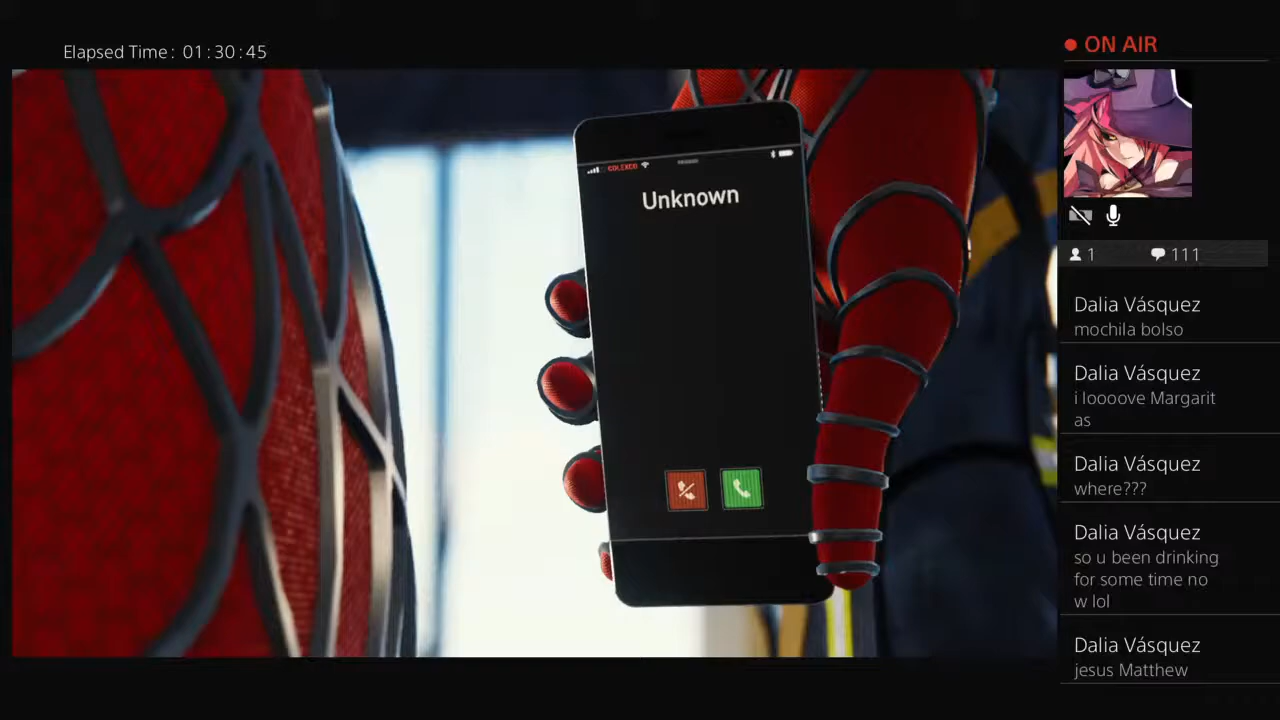 Elapsed Time: 01:30:45
ON AIR
COLEXCO
Unknown
1
111
Dalia Vásquez
mochila bolso
Dalia Vásquez
i loooove Margarit
as
Dalia Vásquez
where???
Dalia Vásquez
so u been drinking
for some time no
w lol
Dalia Vásquez
jesus Matthew